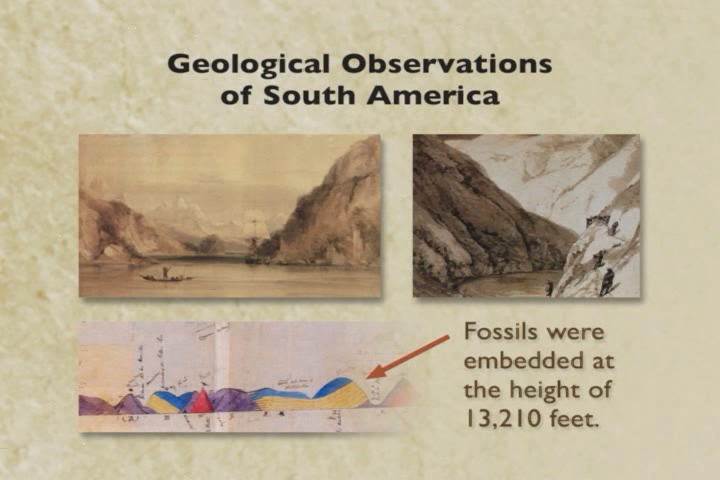 Geological Observations
of South America
Fossils were
embedded at
the height of
13,210 feet.